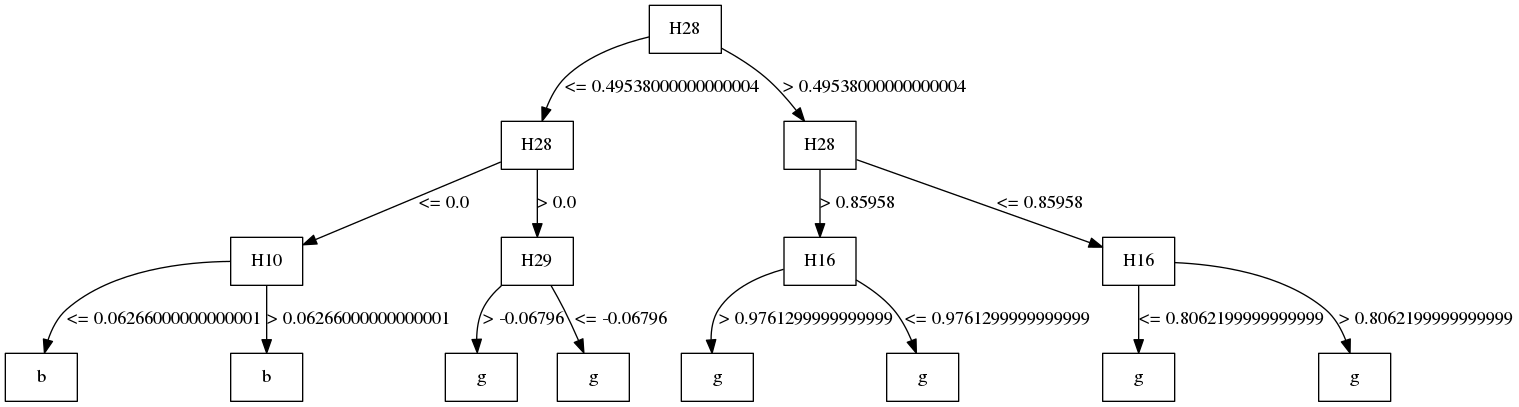 H28
<= 0.49538000000000004
> 0.49538000000000004
H28
H28
<= 0.0
> 0.0
> 0.85958
<= 0.85958
H10
H29
H16
H16
<= 0.06266000000000001
> 0.06266000000000001
> -0.06796
<= -0.06796
> 0.9761299999999999
<= 0.9761299999999999
<= 0.8062199999999999
> 0.8062199999999999
b
b
g
g
g
g
g
g